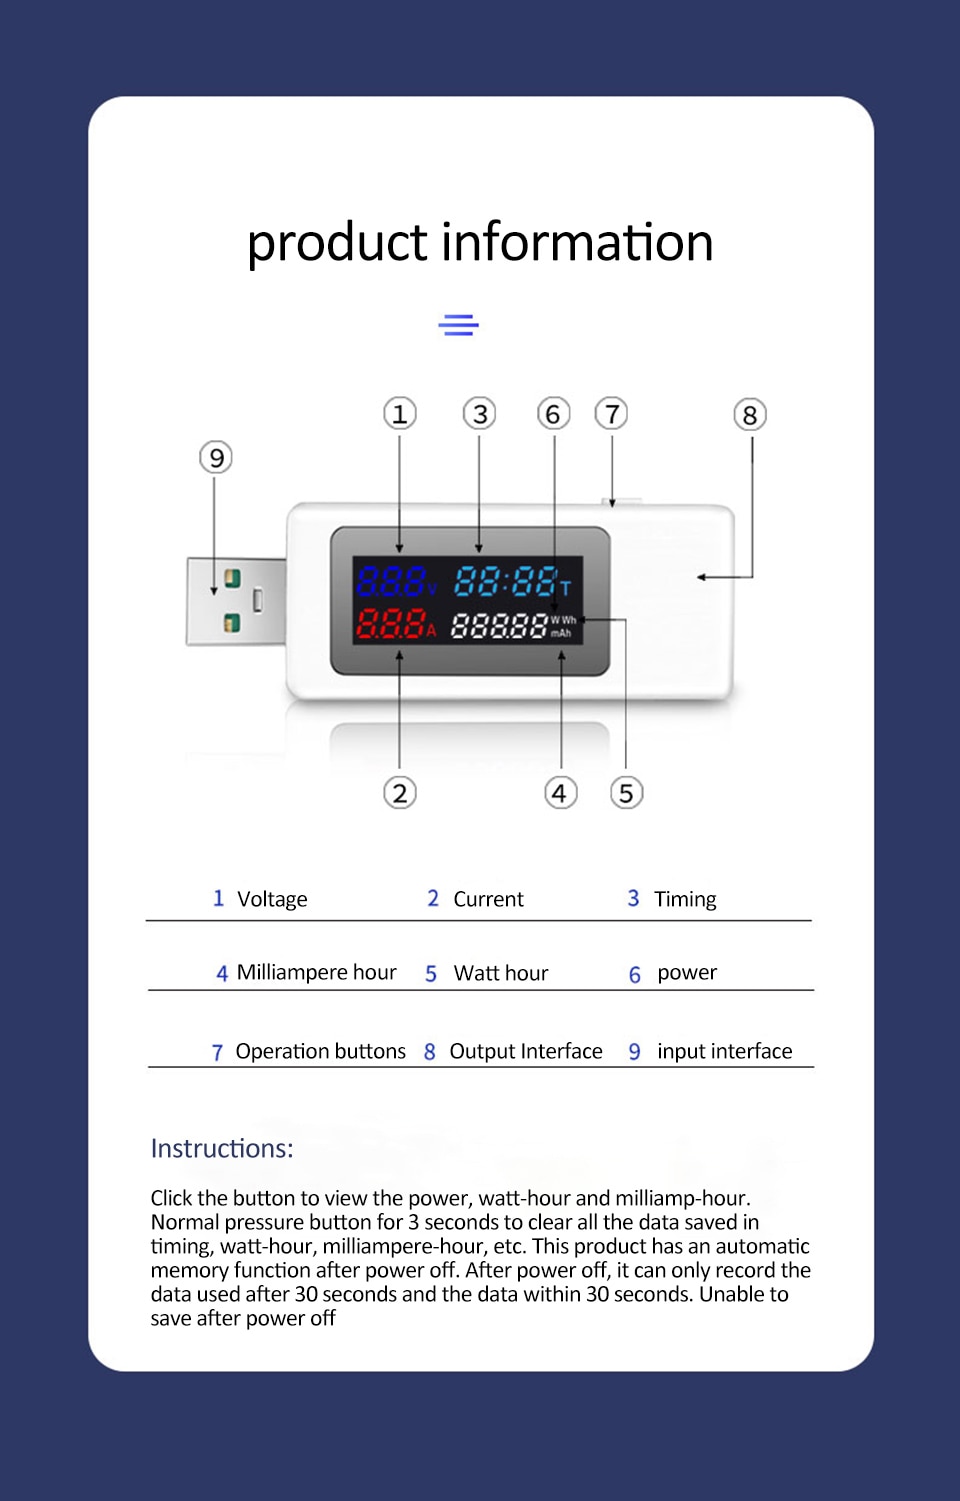 product information
1 3 6 7 8
9
888V 88:88T
888A 88888 W Wh
mAh
2 4 5
1 Voltage 2 Current 3 Timing
4 Milliampere hour 5 Watt hour 6 power
7 Operation buttons 8 Output Interface 9 input interface
Instructions:
Click the button to view the power, watt-hour and milliamp-hour.
Normal pressure button for 3 seconds to clear all the data saved in
timing, watt-hour, milliampere-hour, etc. This product has an automatic
memory function after power off. After power off, it can only record the
data used after 30 seconds and the data within 30 seconds. Unable to
save after power off